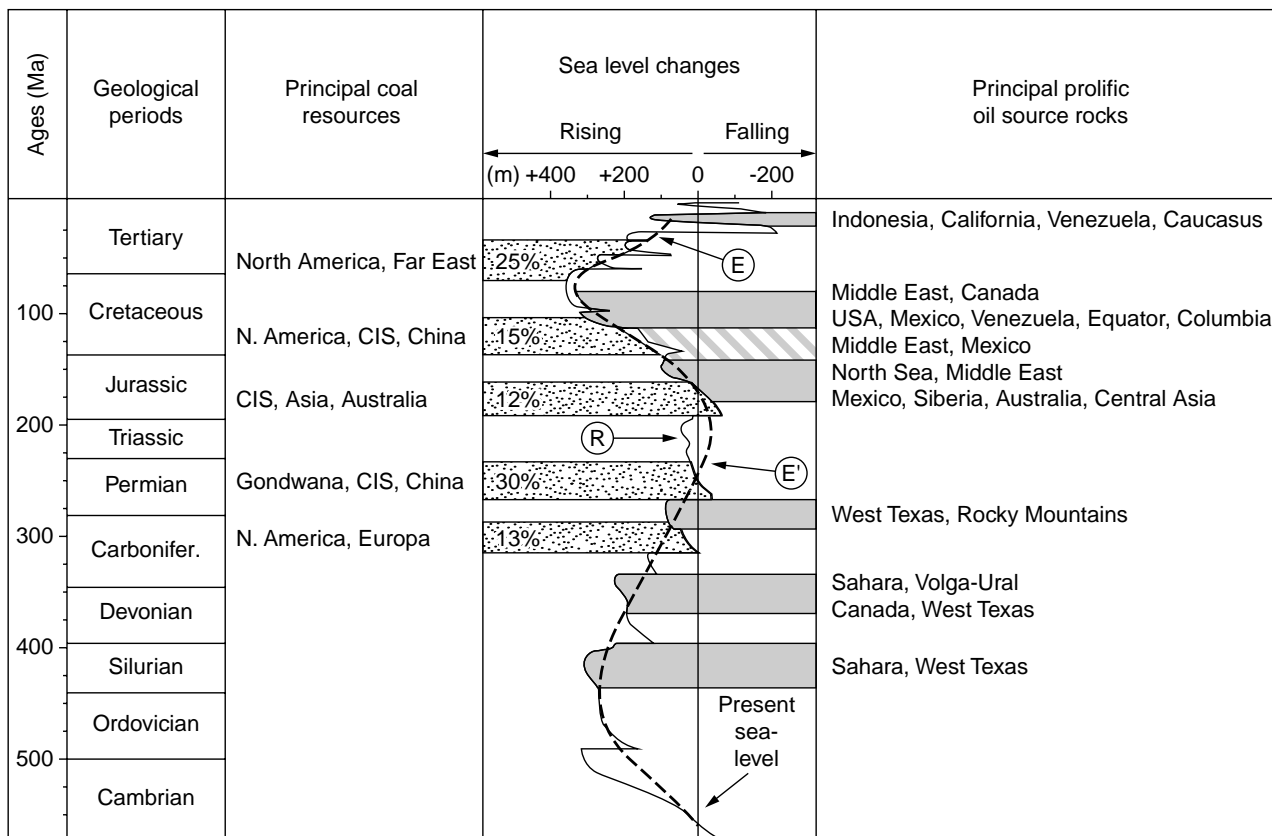 Ages (Ma)
Geological
periods
Principal coal
resources
Sea level changes
Rising
Falling
(m) +400 +200 0 -200
Principal prolific
oil source rocks
Tertiary
Cretaceous
Jurassic
Triassic
Permian
Carbonifer.
Devonian
Silurian
Ordovician
Cambrian
100
200
300
400
500
North America, Far East
N. America, CIS, China
CIS, Asia, Australia
Gondwana, CIS, China
N. America, Europa
25%
15%
12%
30%
13%
E
R
E'
Present
sea-
level
Indonesia, California, Venezuela, Caucasus
Middle East, Canada
USA, Mexico, Venezuela, Equator, Columbia
Middle East, Mexico
North Sea, Middle East
Mexico, Siberia, Australia, Central Asia
West Texas, Rocky Mountains
Sahara, Volga-Ural
Canada, West Texas
Sahara, West Texas